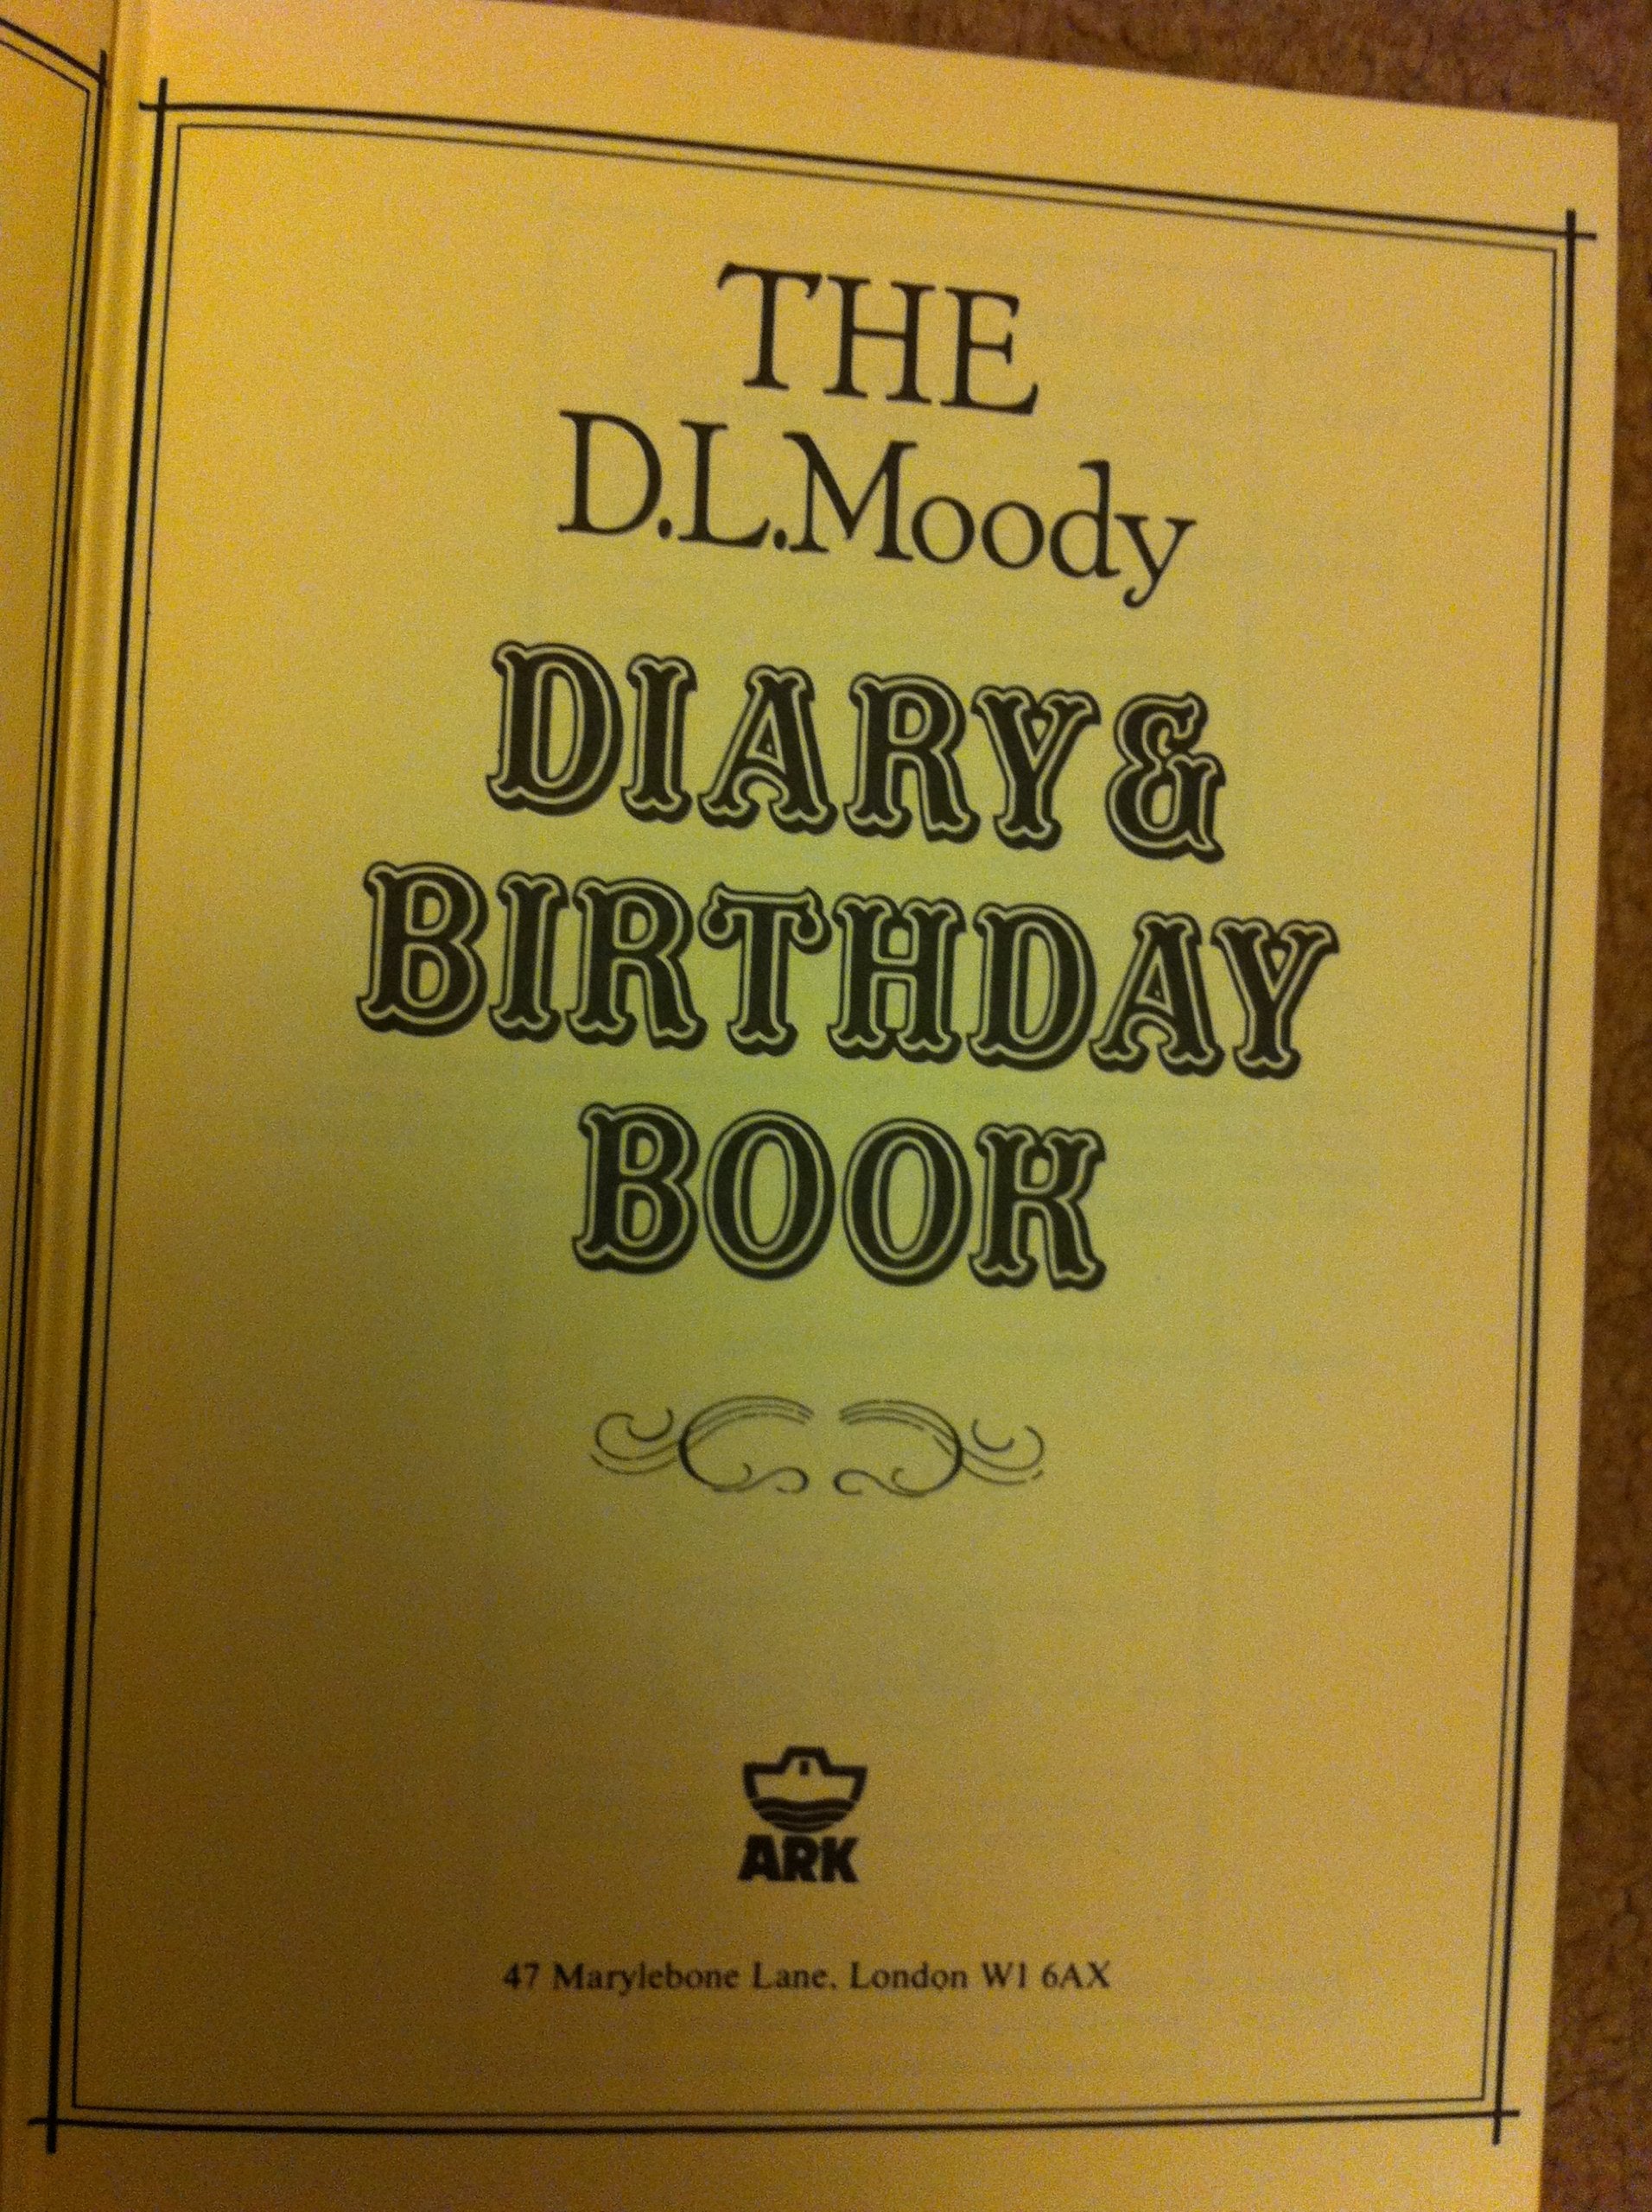 THE
D.L.Moody
DIARY &
BIRTHDAY
BOOK
ARK
47 Marylebone Lane, London W1 6AX